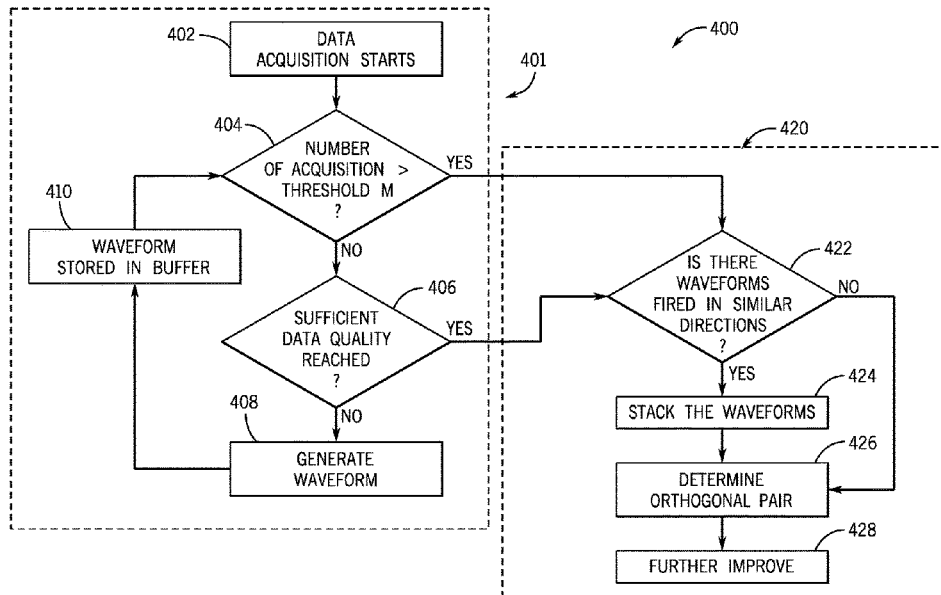 400
401
402
DATA
ACQUISITION STARTS
404
NUMBER
OF ACQUISITION >
THRESHOLD M
?
YES
NO
410
WAVEFORM
STORED IN BUFFER
406
SUFFICIENT
DATA QUALITY
REACHED
?
YES
NO
408
GENERATE
WAVEFORM
420
422
IS THERE
WAVEFORMS
FIRED IN SIMILAR
DIRECTIONS
?
NO
YES
424
STACK THE WAVEFORMS
426
DETERMINE
ORTHOGONAL PAIR
428
FURTHER IMPROVE